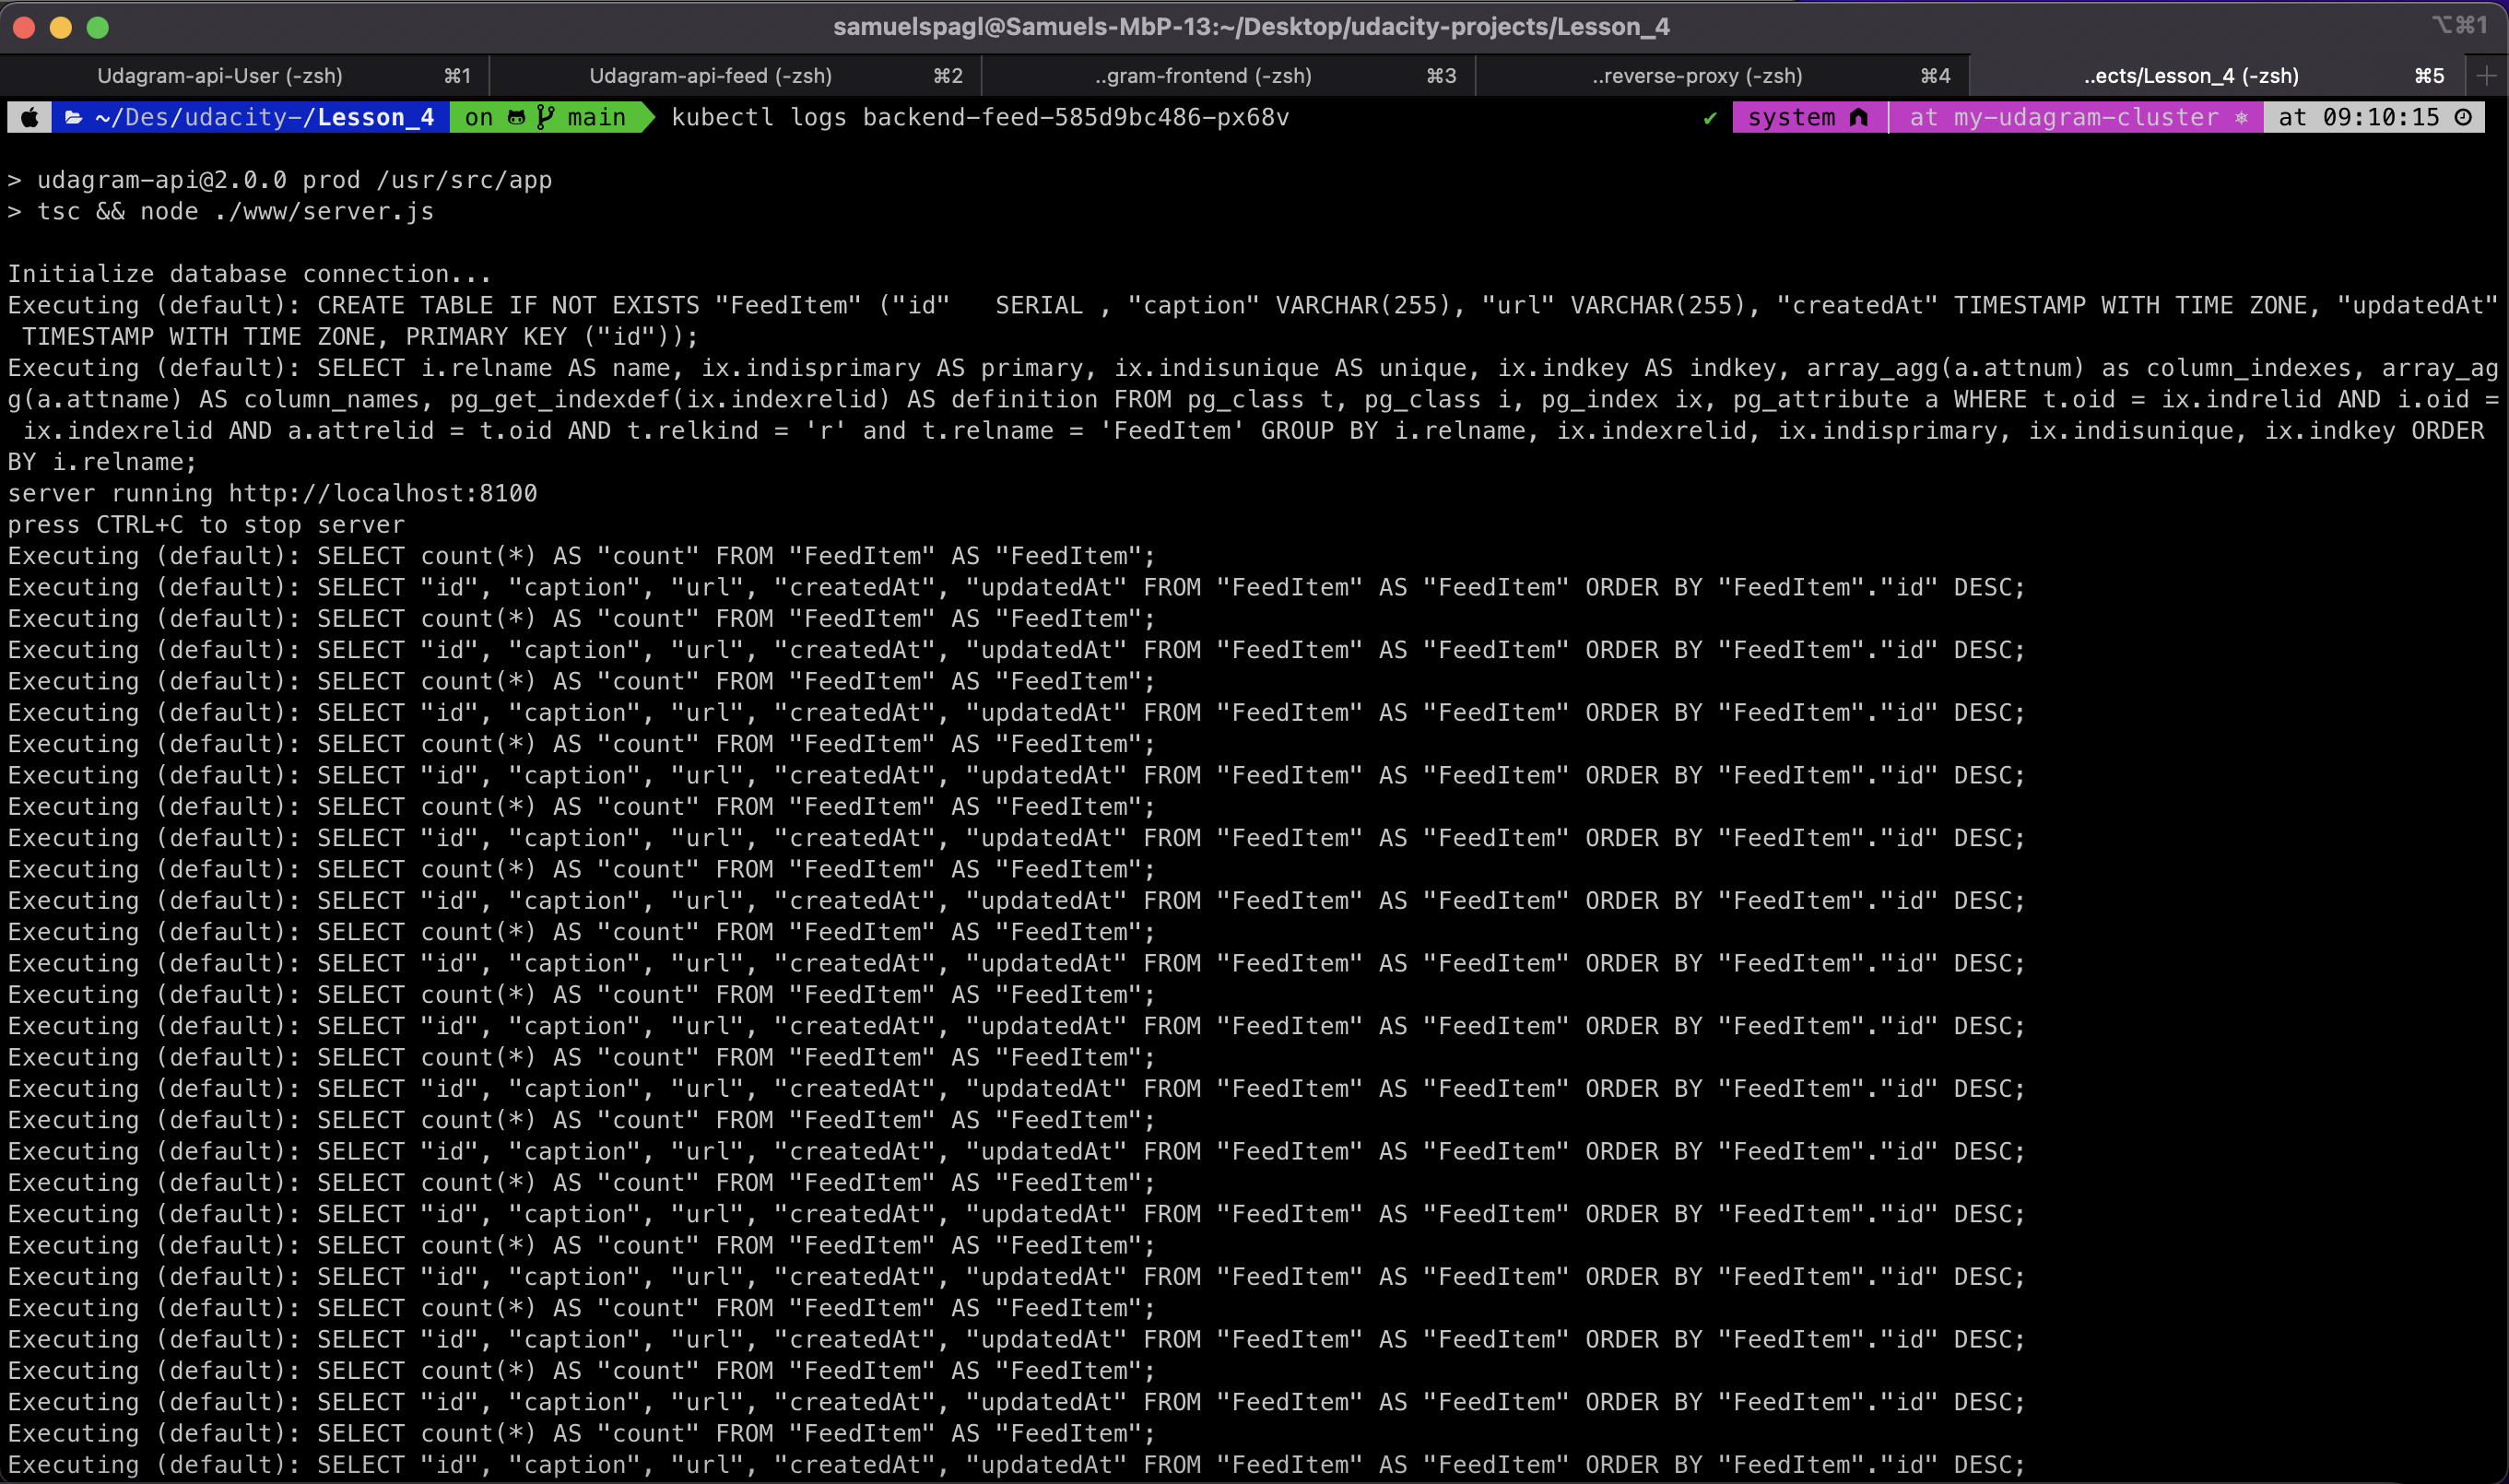 samuelspagl@Samuels-MbP-13:~/Desktop/udacity-projects/Lesson_4 ⌥⌘1
Udagram-api-User (-zsh) ⌘1 Udagram-api-feed (-zsh) ⌘2 ..gram-frontend (-zsh) ⌘3 ..reverse-proxy (-zsh) ⌘4 ..ects/Lesson_4 (-zsh) ⌘5
~/Des/udacity-/Lesson_4 on main kubectl logs backend-feed-585d9bc486-px68v ✔ system at my-udagram-cluster at 09:10:15
> udagram-api@2.0.0 prod /usr/src/app
> tsc && node ./www/server.js
Initialize database connection...
Executing (default): CREATE TABLE IF NOT EXISTS "FeedItem" ("id"   SERIAL , "caption" VARCHAR(255), "url" VARCHAR(255), "createdAt" TIMESTAMP WITH TIME ZONE, "updatedAt"
TIMESTAMP WITH TIME ZONE, PRIMARY KEY ("id"));
Executing (default): SELECT i.relname AS name, ix.indisprimary AS primary, ix.indisunique AS unique, ix.indkey AS indkey, array_agg(a.attnum) as column_indexes, array_ag
g(a.attname) AS column_names, pg_get_indexdef(ix.indexrelid) AS definition FROM pg_class t, pg_class i, pg_index ix, pg_attribute a WHERE t.oid = ix.indrelid AND i.oid =
ix.indexrelid AND a.attrelid = t.oid AND t.relkind = 'r' and t.relname = 'FeedItem' GROUP BY i.relname, ix.indexrelid, ix.indisprimary, ix.indisunique, ix.indkey ORDER
BY i.relname;
server running http://localhost:8100
press CTRL+C to stop server
Executing (default): SELECT count(*) AS "count" FROM "FeedItem" AS "FeedItem";
Executing (default): SELECT "id", "caption", "url", "createdAt", "updatedAt" FROM "FeedItem" AS "FeedItem" ORDER BY "FeedItem"."id" DESC;
Executing (default): SELECT count(*) AS "count" FROM "FeedItem" AS "FeedItem";
Executing (default): SELECT "id", "caption", "url", "createdAt", "updatedAt" FROM "FeedItem" AS "FeedItem" ORDER BY "FeedItem"."id" DESC;
Executing (default): SELECT count(*) AS "count" FROM "FeedItem" AS "FeedItem";
Executing (default): SELECT "id", "caption", "url", "createdAt", "updatedAt" FROM "FeedItem" AS "FeedItem" ORDER BY "FeedItem"."id" DESC;
Executing (default): SELECT count(*) AS "count" FROM "FeedItem" AS "FeedItem";
Executing (default): SELECT "id", "caption", "url", "createdAt", "updatedAt" FROM "FeedItem" AS "FeedItem" ORDER BY "FeedItem"."id" DESC;
Executing (default): SELECT count(*) AS "count" FROM "FeedItem" AS "FeedItem";
Executing (default): SELECT "id", "caption", "url", "createdAt", "updatedAt" FROM "FeedItem" AS "FeedItem" ORDER BY "FeedItem"."id" DESC;
Executing (default): SELECT count(*) AS "count" FROM "FeedItem" AS "FeedItem";
Executing (default): SELECT "id", "caption", "url", "createdAt", "updatedAt" FROM "FeedItem" AS "FeedItem" ORDER BY "FeedItem"."id" DESC;
Executing (default): SELECT count(*) AS "count" FROM "FeedItem" AS "FeedItem";
Executing (default): SELECT "id", "caption", "url", "createdAt", "updatedAt" FROM "FeedItem" AS "FeedItem" ORDER BY "FeedItem"."id" DESC;
Executing (default): SELECT count(*) AS "count" FROM "FeedItem" AS "FeedItem";
Executing (default): SELECT "id", "caption", "url", "createdAt", "updatedAt" FROM "FeedItem" AS "FeedItem" ORDER BY "FeedItem"."id" DESC;
Executing (default): SELECT count(*) AS "count" FROM "FeedItem" AS "FeedItem";
Executing (default): SELECT "id", "caption", "url", "createdAt", "updatedAt" FROM "FeedItem" AS "FeedItem" ORDER BY "FeedItem"."id" DESC;
Executing (default): SELECT count(*) AS "count" FROM "FeedItem" AS "FeedItem";
Executing (default): SELECT "id", "caption", "url", "createdAt", "updatedAt" FROM "FeedItem" AS "FeedItem" ORDER BY "FeedItem"."id" DESC;
Executing (default): SELECT count(*) AS "count" FROM "FeedItem" AS "FeedItem";
Executing (default): SELECT "id", "caption", "url", "createdAt", "updatedAt" FROM "FeedItem" AS "FeedItem" ORDER BY "FeedItem"."id" DESC;
Executing (default): SELECT count(*) AS "count" FROM "FeedItem" AS "FeedItem";
Executing (default): SELECT "id", "caption", "url", "createdAt", "updatedAt" FROM "FeedItem" AS "FeedItem" ORDER BY "FeedItem"."id" DESC;
Executing (default): SELECT count(*) AS "count" FROM "FeedItem" AS "FeedItem";
Executing (default): SELECT "id", "caption", "url", "createdAt", "updatedAt" FROM "FeedItem" AS "FeedItem" ORDER BY "FeedItem"."id" DESC;
Executing (default): SELECT count(*) AS "count" FROM "FeedItem" AS "FeedItem";
Executing (default): SELECT "id", "caption", "url", "createdAt", "updatedAt" FROM "FeedItem" AS "FeedItem" ORDER BY "FeedItem"."id" DESC;
Executing (default): SELECT count(*) AS "count" FROM "FeedItem" AS "FeedItem";
Executing (default): SELECT "id", "caption", "url", "createdAt", "updatedAt" FROM "FeedItem" AS "FeedItem" ORDER BY "FeedItem"."id" DESC;